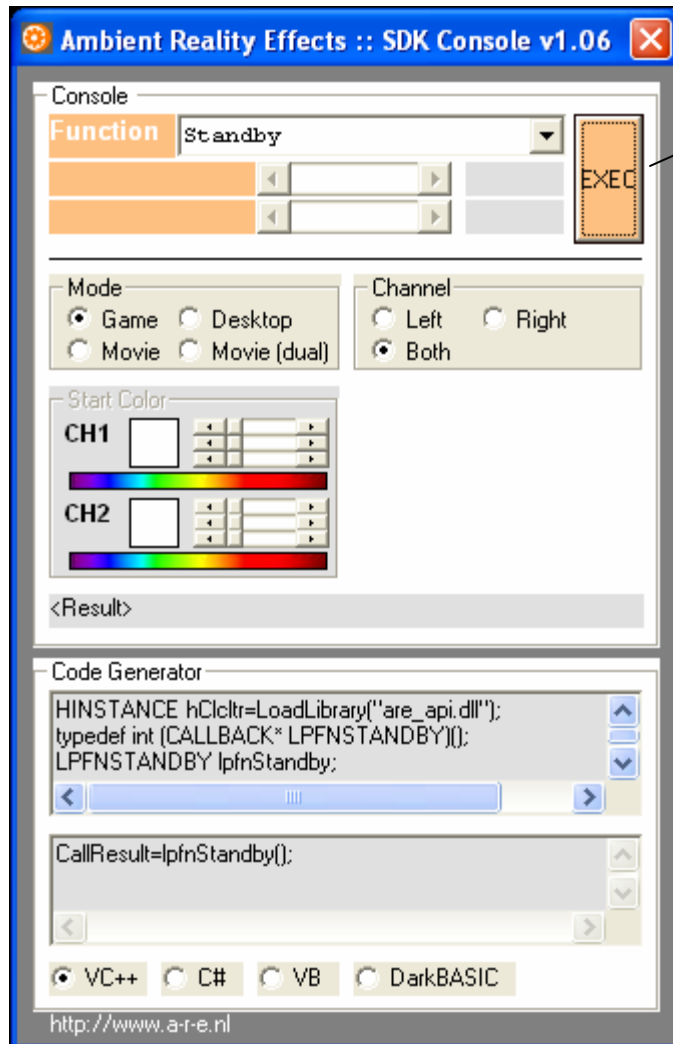 Ambient Reality Effects :: SDK Console v1.06
Console
Function Standby
EXEC
Mode
Game Desktop
Movie Movie (dual)
Channel
Left Right
Both
Start Color
CH1
CH2
<Result>
Code Generator
HINSTANCE hClcltr=LoadLibrary("are_api.dll");
typedef int (CALLBACK* LPFNSTANDBY)();
LPFNSTANDBY lpfnStandby;
CallResult=lpfnStandby();
VC++ C# VB DarkBASIC
http://www.a-r-e.nl